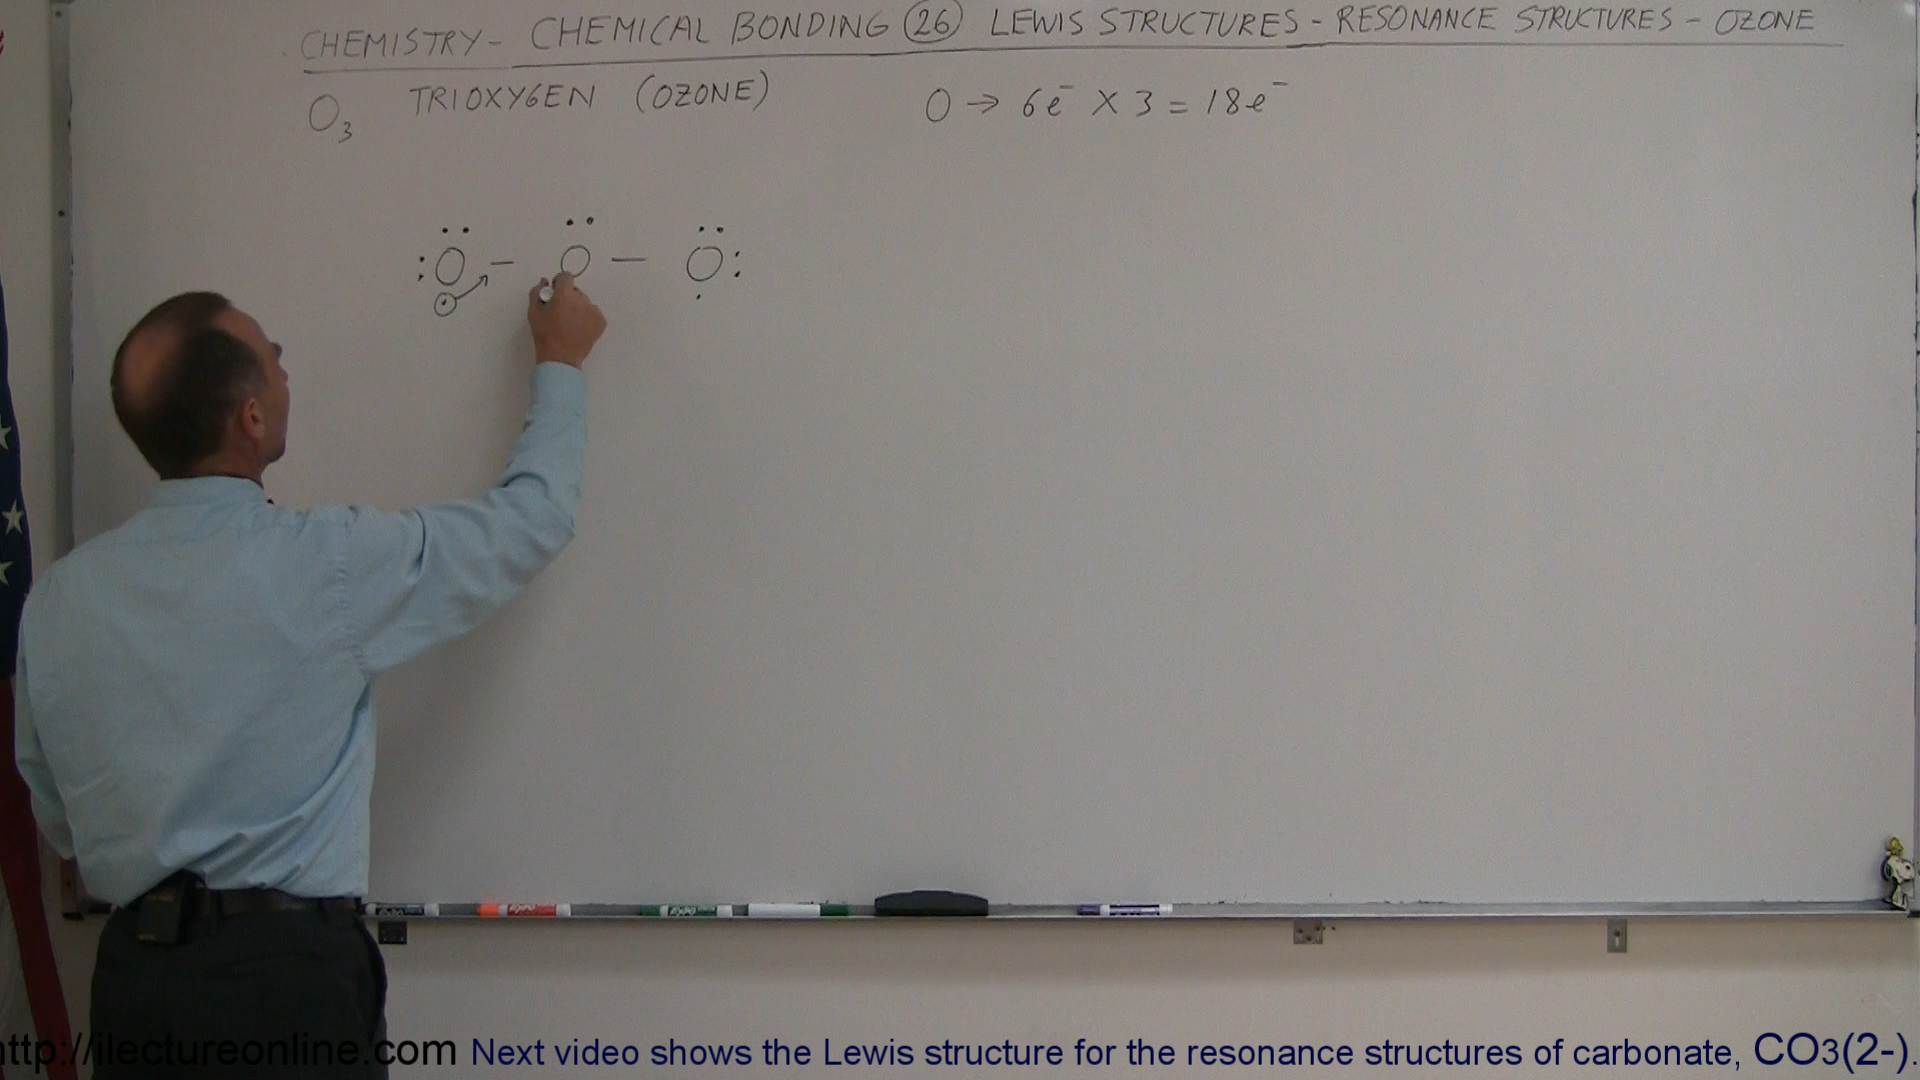 CHEMISTRY - CHEMICAL BONDING 26 LEWIS STRUCTURES - RESONANCE STRUCTURES - OZONE
O₃ TRIOXYGEN (OZONE) O → 6e⁻ X 3 = 18e⁻
:O - O — O:
http://ilectureonline.com Next video shows the Lewis structure for the resonance structures of carbonate, CO3(2-).